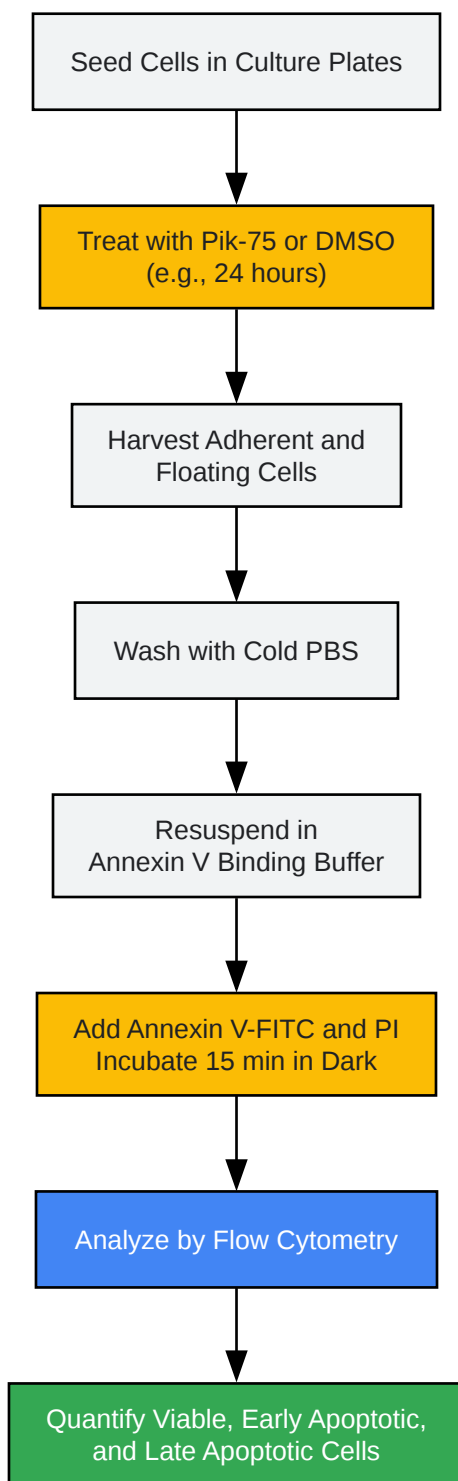 Seed Cells in Culture Plates
Treat with Pik-75 or DMSO
(e.g., 24 hours)
Harvest Adherent and
Floating Cells
Wash with Cold PBS
Resuspend in
Annexin V Binding Buffer
Add Annexin V-FITC and PI
Incubate 15 min in Dark
Analyze by Flow Cytometry
Quantify Viable, Early Apoptotic,
and Late Apoptotic Cells